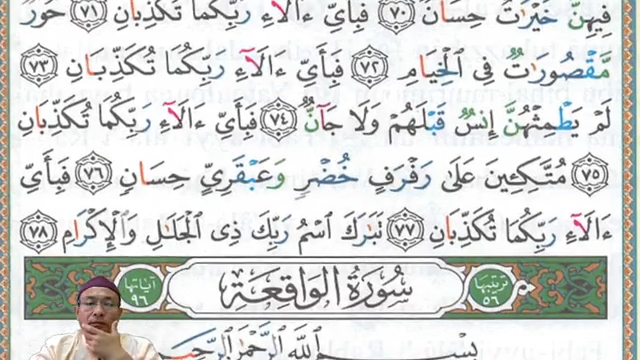 فِيهِنَّ خَيْرَٰتٌ حِسَانٌ ٧٠ فَبِأَيِّ ءَالَآءِ رَبِّكُمَا تُكَذِّبَانِ ٧١ حُورٌ
مَّقْصُورَٰتٌ فِى ٱلْخِيَامِ ٧٢ فَبِأَيِّ ءَالَآءِ رَبِّكُمَا تُكَذِّبَانِ ٧٣
لَمْ يَطْمِثْهُنَّ إِنسٌ قَبْلَهُمْ وَلَا جَآنٌّ ٧٤ فَبِأَيِّ ءَالَآءِ رَبِّكُمَا تُكَذِّبَانِ
٧٥ مُتَّكِـِٔينَ عَلَىٰ رَفْرَفٍ خُضْرٍ وَعَبْقَرِيٍّ حِسَانٍ ٧٦ فَبِأَيِّ
ءَالَآءِ رَبِّكُمَا تُكَذِّبَانِ ٧٧ تَبَٰرَكَ ٱسْمُ رَبِّكَ ذِى ٱلْجَلَٰلِ وَٱلْإِكْرَامِ ٧٨
ترتيبها ٥٦ سُورَةُ الْوَاقِعَةِ آياتها ٩٦
بِسْمِ ٱللَّهِ ٱلرَّحْمَٰنِ ٱلرَّحِيمِ